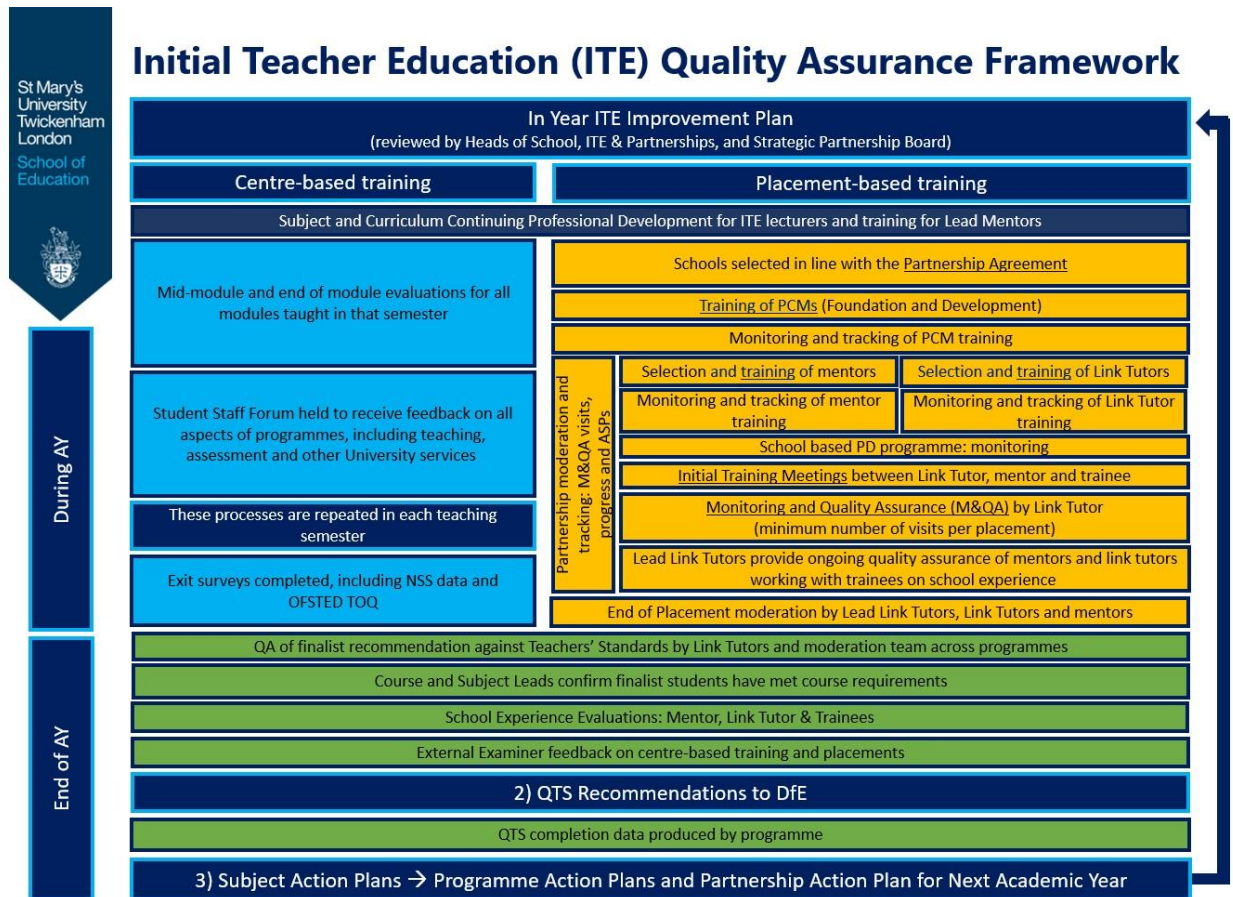 St Mary's
University
Twickenham
London
School of
Education
Initial Teacher Education (ITE) Quality Assurance Framework
In Year ITE Improvement Plan
(reviewed by Heads of School, ITE & Partnerships, and Strategic Partnership Board)
Centre-based training
Placement-based training
Subject and Curriculum Continuing Professional Development for ITE lecturers and training for Lead Mentors
During AY
Mid-module and end of module evaluations for all
modules taught in that semester
Student Staff Forum held to receive feedback on all
aspects of programmes, including teaching,
assessment and other University services
These processes are repeated in each teaching
semester
Exit surveys completed, including NSS data and
OFSTED TOQ
Schools selected in line with the Partnership Agreement
Training of PCMs (Foundation and Development)
Monitoring and tracking of PCM training
Partnership moderation and
tracking: M&QA visits,
progress and ASPs
Selection and training of mentors
Selection and training of Link Tutors
Monitoring and tracking of mentor
training
Monitoring and tracking of Link Tutor
training
School based PD programme: monitoring
Initial Training Meetings between Link Tutor, mentor and trainee
Monitoring and Quality Assurance (M&QA) by Link Tutor
(minimum number of visits per placement)
Lead Link Tutors provide ongoing quality assurance of mentors and link tutors
working with trainees on school experience
End of Placement moderation by Lead Link Tutors, Link Tutors and mentors
End of AY
QA of finalist recommendation against Teachers' Standards by Link Tutors and moderation team across programmes
Course and Subject Leads confirm finalist students have met course requirements
School Experience Evaluations: Mentor, Link Tutor & Trainees
External Examiner feedback on centre-based training and placements
2) QTS Recommendations to DfE
QTS completion data produced by programme
3) Subject Action Plans → Programme Action Plans and Partnership Action Plan for Next Academic Year